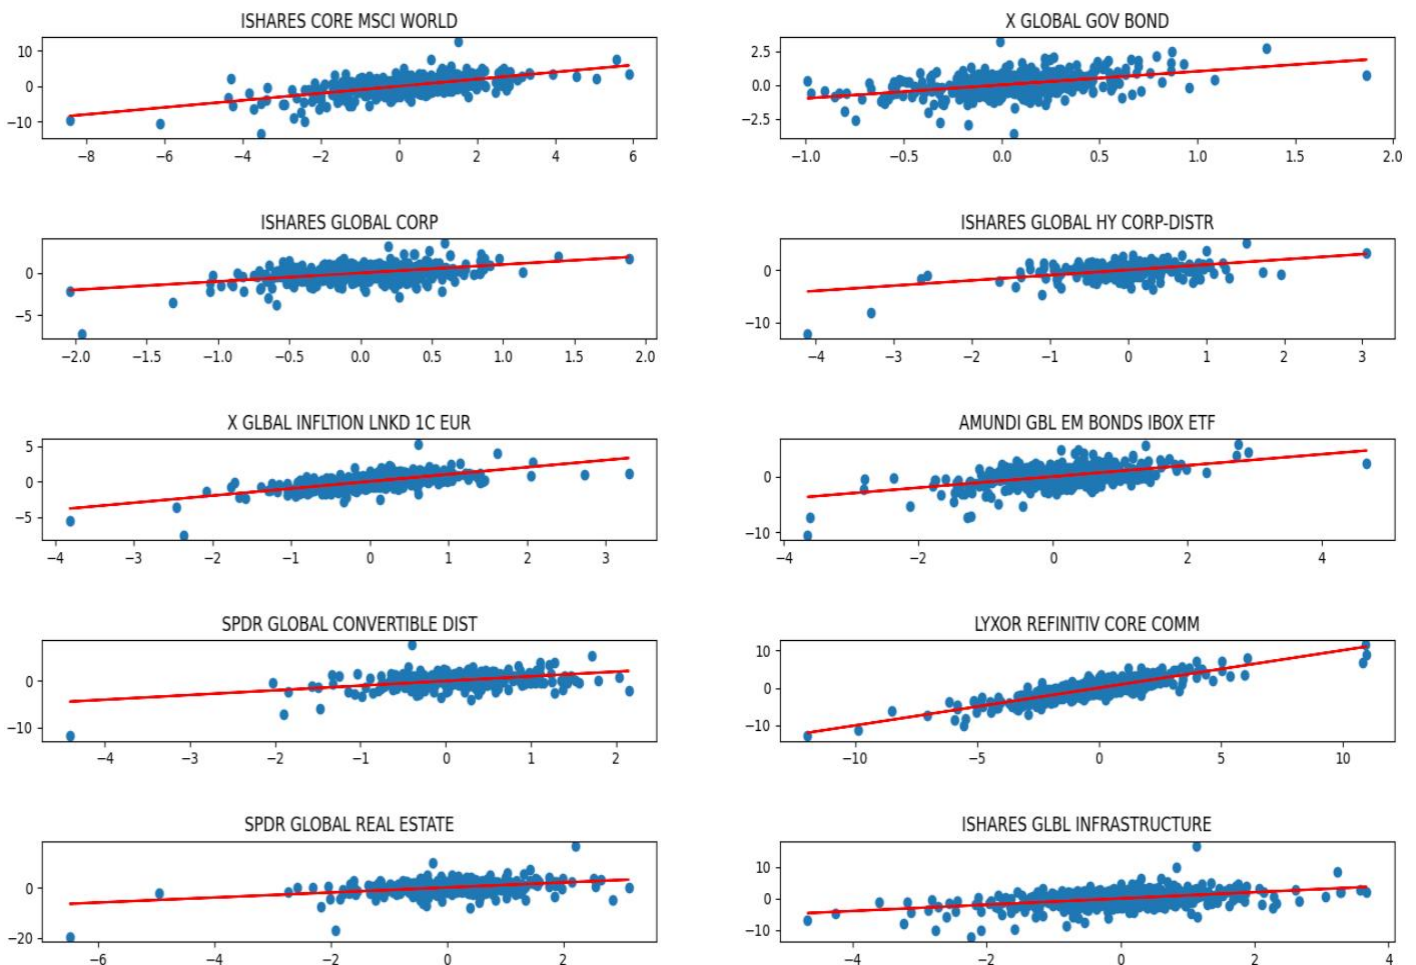 ISHARES CORE MSCI WORLD
10
0
−10
−8 −6 −4 −2 0 2 4 6
X GLOBAL GOV BOND
2.5
0.0
−2.5
−1.0 −0.5 0.0 0.5 1.0 1.5 2.0
ISHARES GLOBAL CORP
0
−5
−2.0 −1.5 −1.0 −0.5 0.0 0.5 1.0 1.5 2.0
ISHARES GLOBAL HY CORP-DISTR
0
−10
−4 −3 −2 −1 0 1 2 3
X GLBAL INFLTION LNKD 1C EUR
5
0
−5
−4 −3 −2 −1 0 1 2 3
AMUNDI GBL EM BONDS IBOX ETF
0
−10
−4 −2 0 2 4
SPDR GLOBAL CONVERTIBLE DIST
0
−10
−4 −3 −2 −1 0 1 2
LYXOR REFINITIV CORE COMM
10
0
−10
−10 −5 0 5 10
SPDR GLOBAL REAL ESTATE
0
−20
−6 −4 −2 0 2
ISHARES GLBL INFRASTRUCTURE
10
0
−10
−4 −2 0 2 4